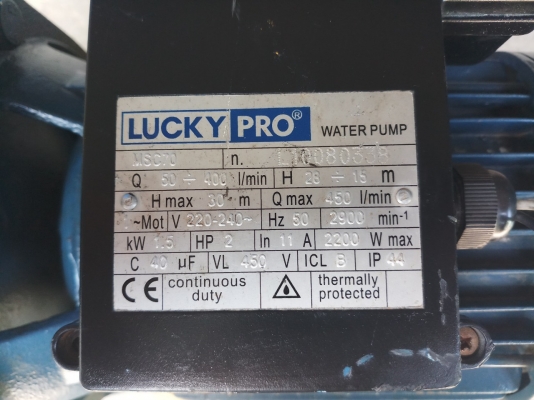 LUCKY PRO® WATER PUMP
MSC70 n.
Q 50 ÷ 400 l/min H 28 ÷ 15 m
H max 30 m Q max 450 l/min
~Mot V 220-240~ Hz 50 2900 min-1
kW 1.5 HP 2 In 11 A 2200 W max
C 40 µF VL 450 V ICL B IP 44
CE continuous duty thermally protected